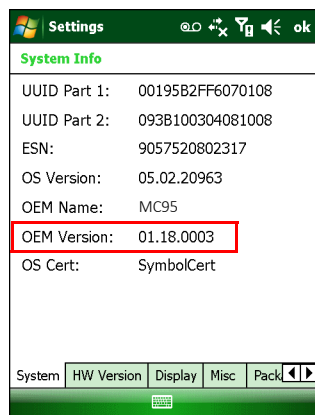 Settings ok
System Info
UUID Part 1: 00195B2FF6070108
UUID Part 2: 093B100304081008
ESN: 9057520802317
OS Version: 05.02.20963
OEM Name: MC95
OEM Version: 01.18.0003
OS Cert: SymbolCert
System HW Version Display Misc Pack